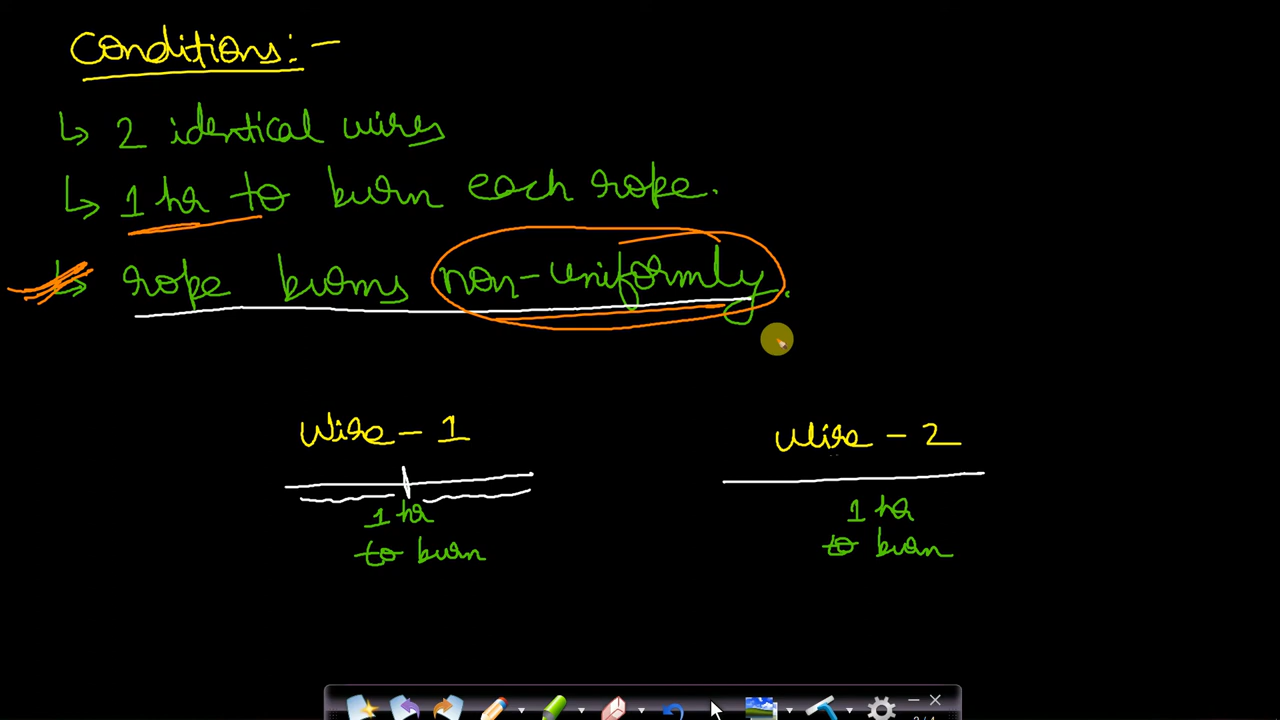 Conditions:-
↳ 2 identical wires
↳ 1 hr to burn each rope.
↳ rope burns non-uniformly.
Wire - 1
Wire - 2
1 hr
to burn
1 hr
to burn